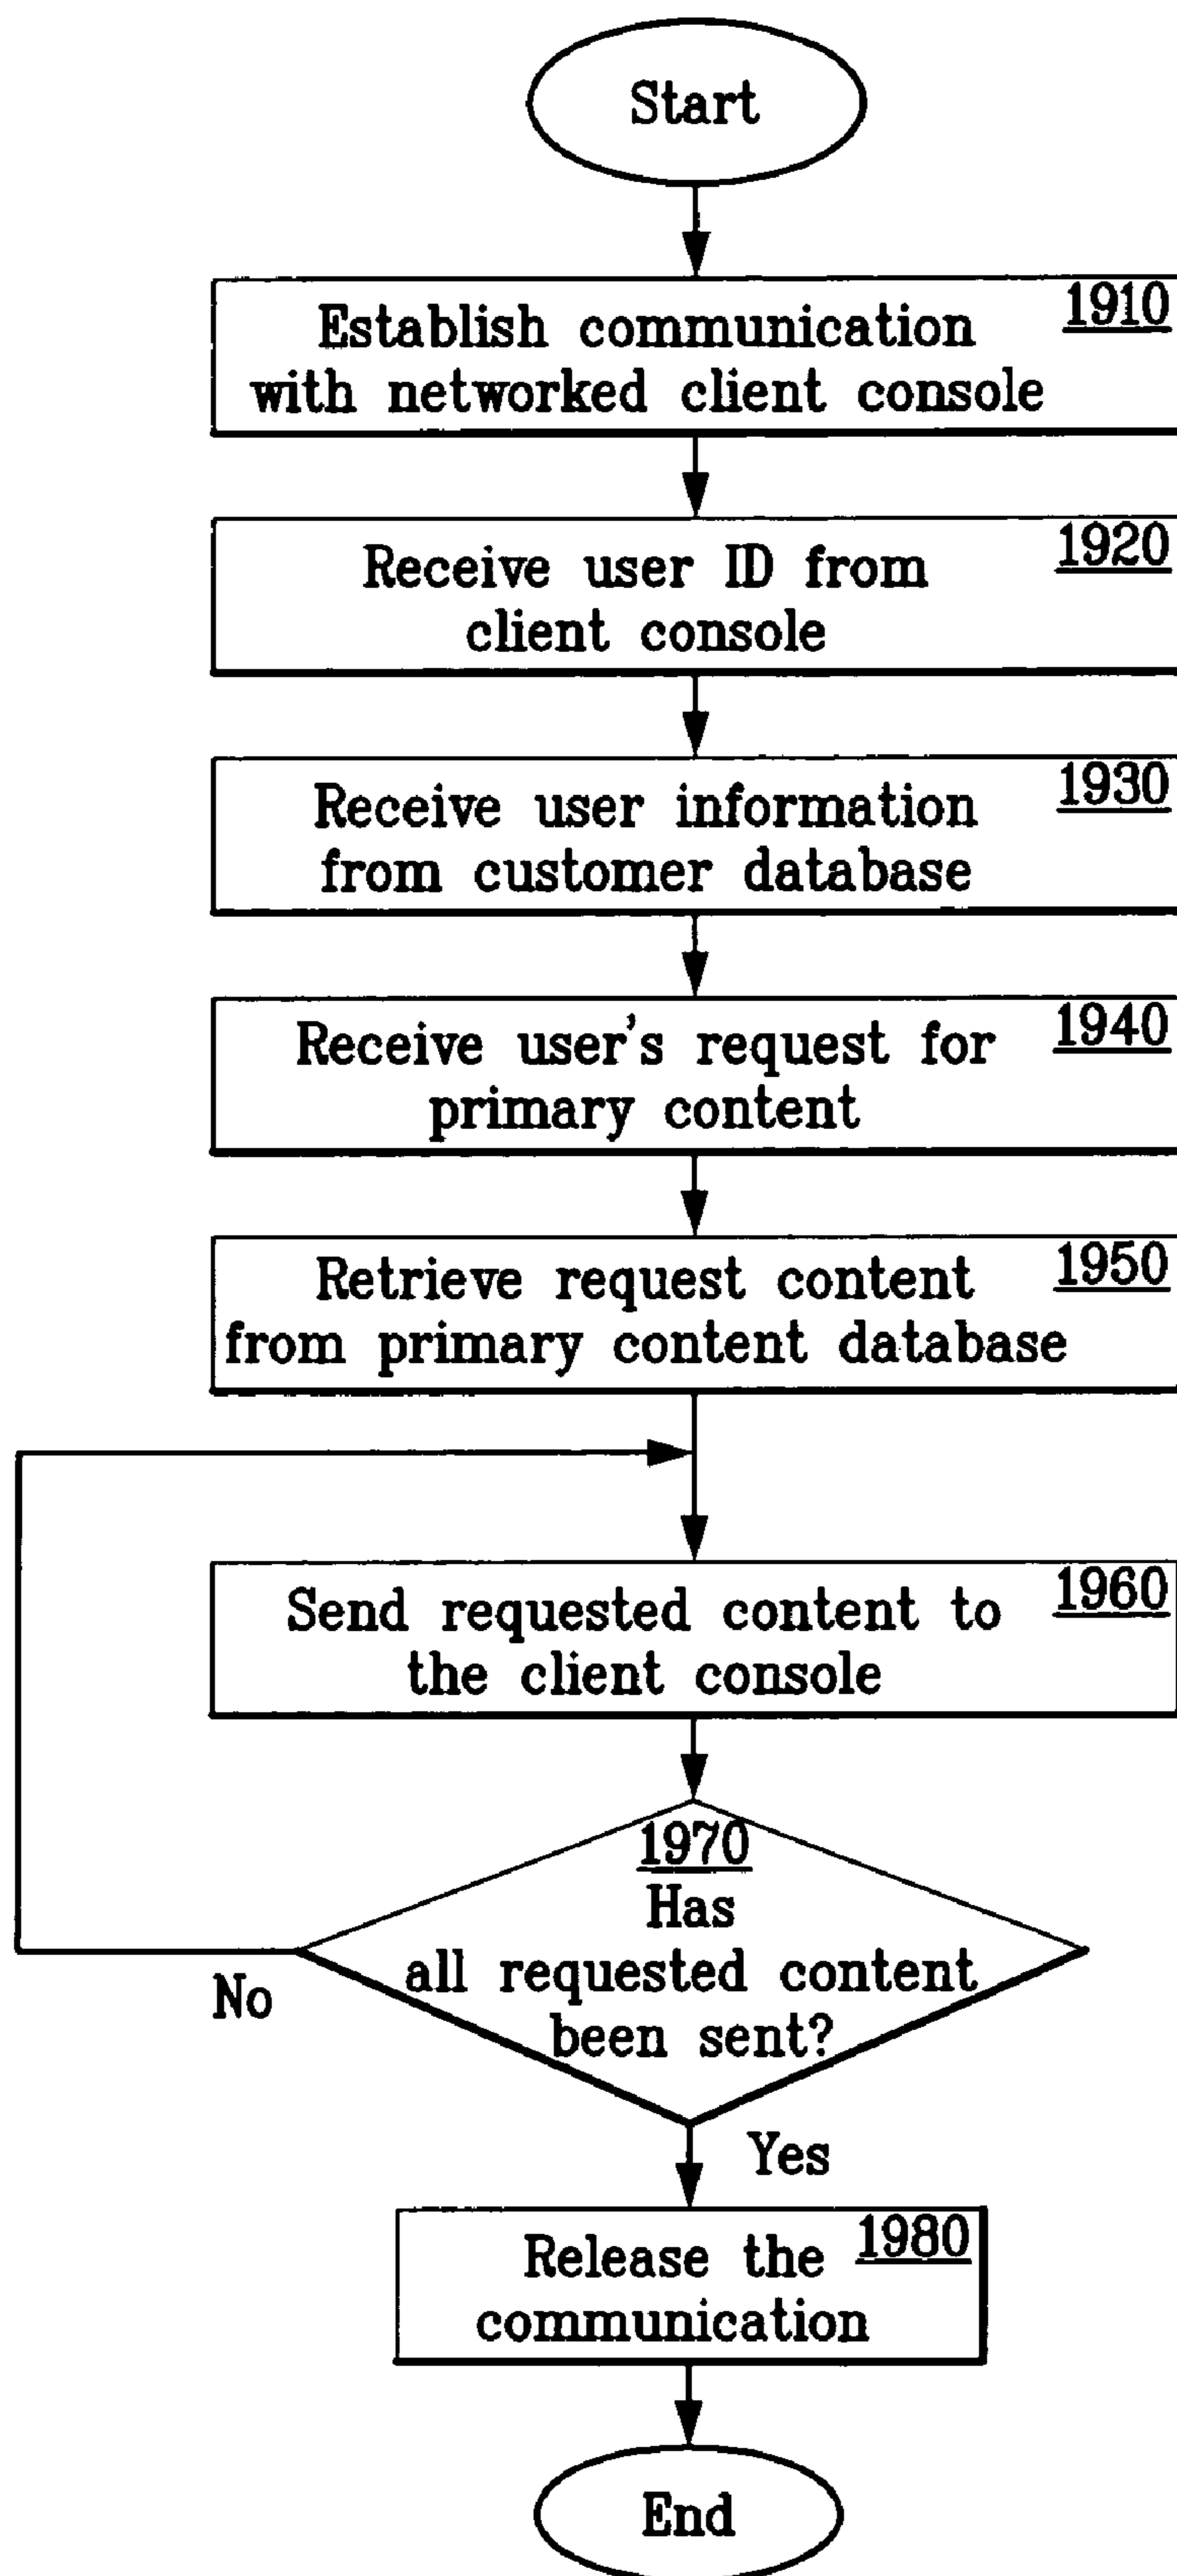 Start
1910
Establish communication
with networked client console
1920
Receive user ID from
client console
1930
Receive user information
from customer database
1940
Receive user's request for
primary content
1950
Retrieve request content
from primary content database
1960
Send requested content to
the client console
1970
Has
all requested content
been sent?
No
Yes
1980
Release the
communication
End